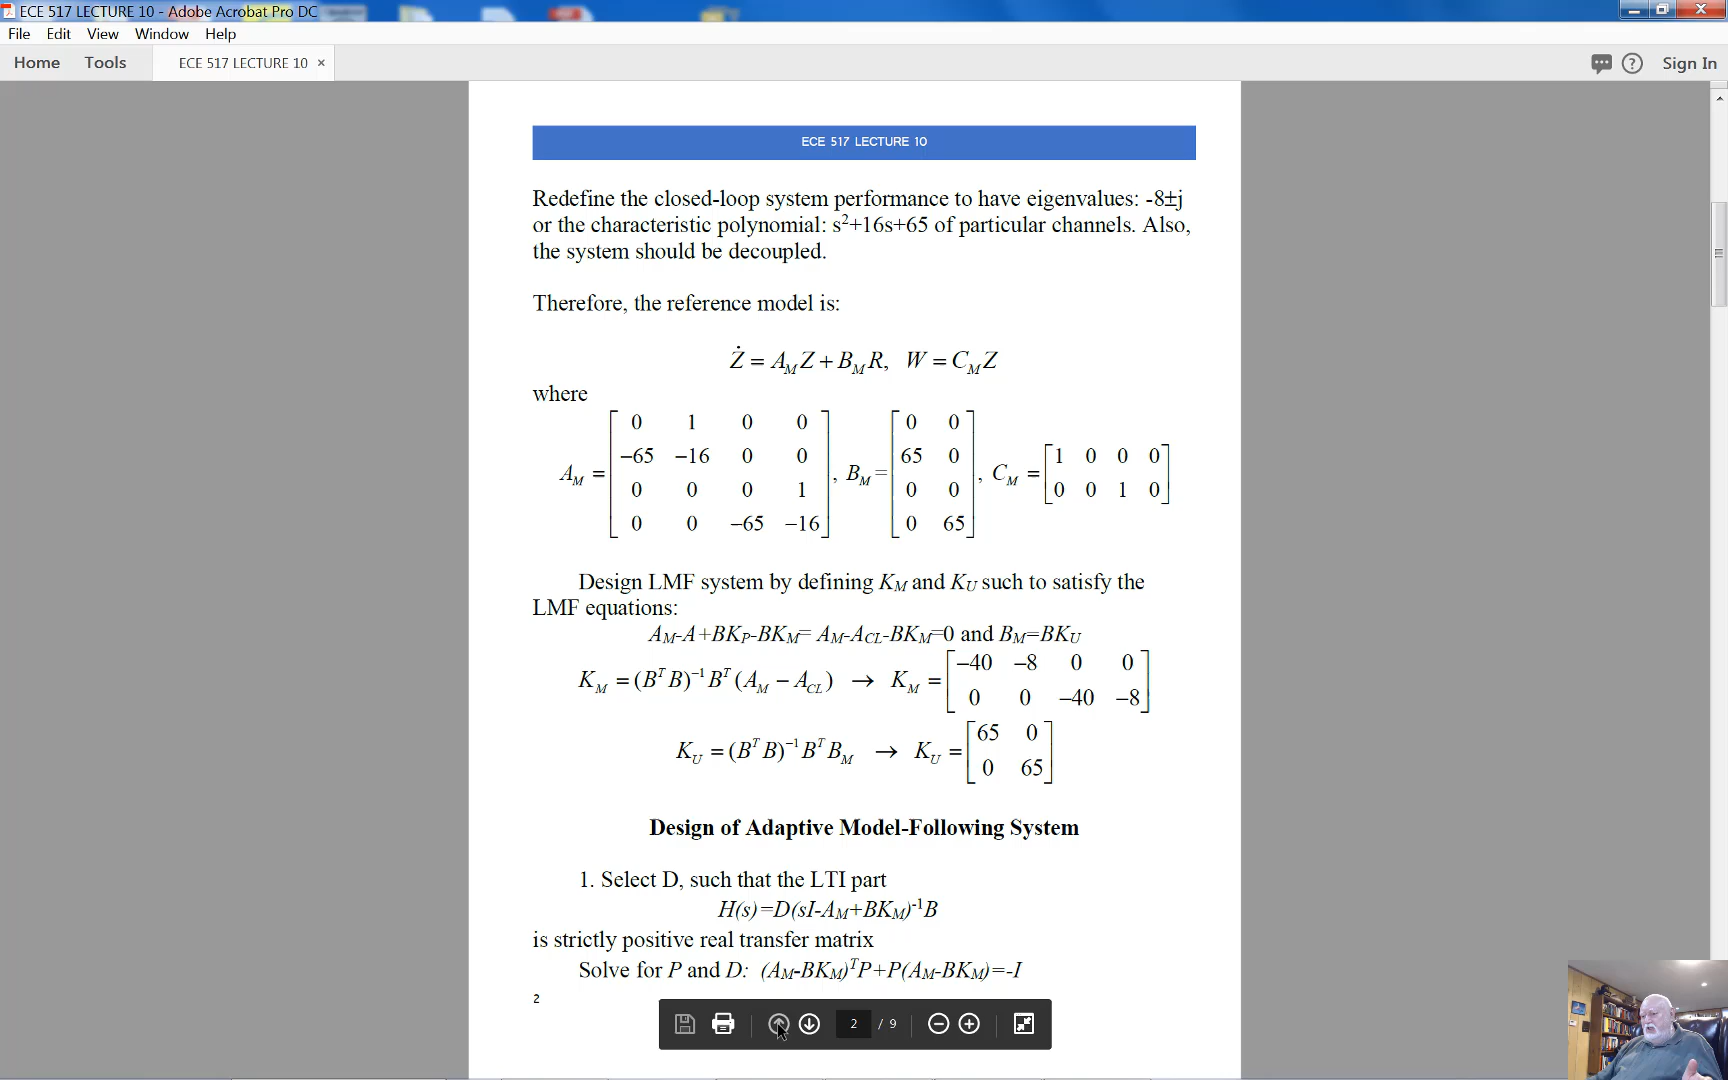 ECE 517 LECTURE 10 - Adobe Acrobat Pro DC
File Edit View Window Help
Home Tools ECE 517 LECTURE 10 × Sign In
ECE 517 LECTURE 10
Redefine the closed-loop system performance to have eigenvalues: -8±j
or the characteristic polynomial: s²+16s+65 of particular channels. Also,
the system should be decoupled.
Therefore, the reference model is:
Ż = A_M Z + B_M R, W = C_M Z
where
A_M = [0 1 0 0; −65 −16 0 0; 0 0 0 1; 0 0 −65 −16], B_M = [0 0; 65 0; 0 0; 0 65], C_M = [1 0 0 0; 0 0 1 0]
Design LMF system by defining K_M and K_U such to satisfy the
LMF equations:
A_M-A+BK_P-BK_M= A_M-A_CL-BK_M=0 and B_M=BK_U
K_M = (B^T B)^−1 B^T (A_M − A_CL) → K_M = [−40 −8 0 0; 0 0 −40 −8]
K_U = (B^T B)^−1 B^T B_M → K_U = [65 0; 0 65]
Design of Adaptive Model-Following System
1. Select D, such that the LTI part
H(s)=D(sI-A_M+BK_M)^-1B
is strictly positive real transfer matrix
Solve for P and D: (A_M-BK_M)^TP+P(A_M-BK_M)=-I
2
2 / 9